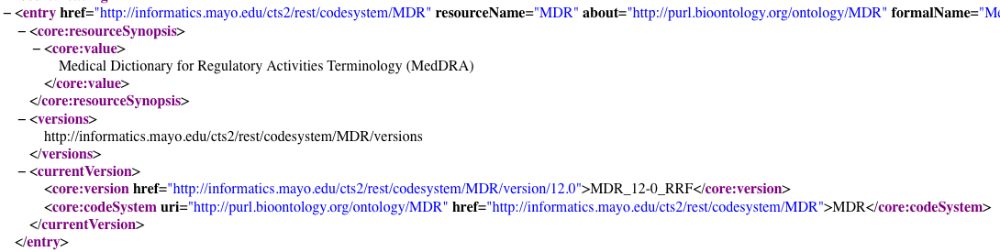 − <entry href="http://informatics.mayo.edu/cts2/rest/codesystem/MDR" resourceName="MDR" about="http://purl.bioontology.org/ontology/MDR" formalName="M
− <core:resourceSynopsis>
− <core:value>
Medical Dictionary for Regulatory Activities Terminology (MedDRA)
</core:value>
</core:resourceSynopsis>
− <versions>
http://informatics.mayo.edu/cts2/rest/codesystem/MDR/versions
</versions>
− <currentVersion>
<core:version href="http://informatics.mayo.edu/cts2/rest/codesystem/MDR/version/12.0">MDR_12-0_RRF</core:version>
<core:codeSystem uri="http://purl.bioontology.org/ontology/MDR" href="http://informatics.mayo.edu/cts2/rest/codesystem/MDR">MDR</core:codeSystem>
</currentVersion>
</entry>